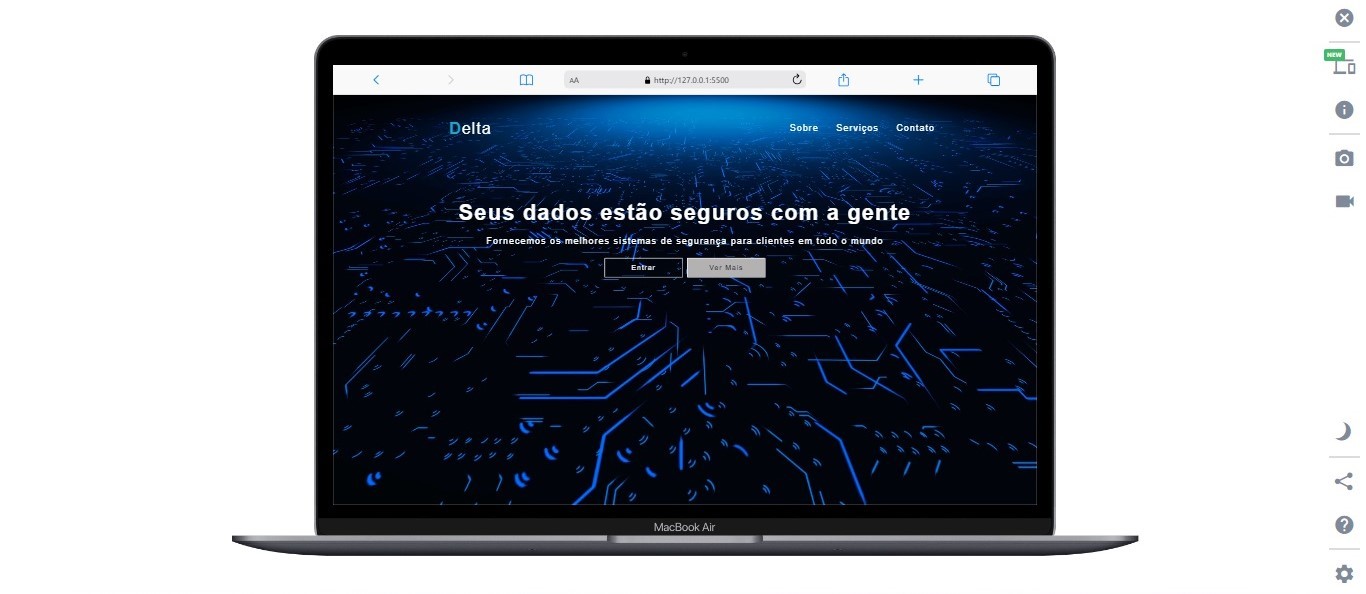 NEW
AA http://127.0.0.1:5500
Delta Sobre Serviços Contato
Seus dados estão seguros com a gente
Fornecemos os melhores sistemas de segurança para clientes em todo o mundo
Entrar Ver Mais
MacBook Air